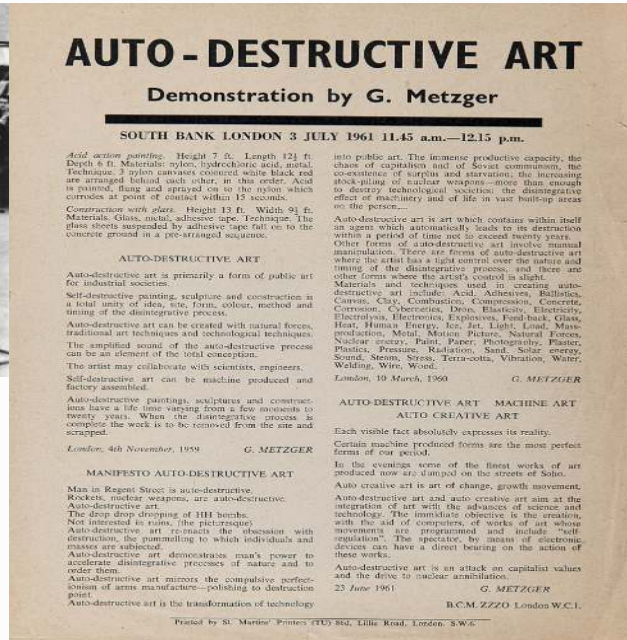 AUTO-DESTRUCTIVE ART
Demonstration by G. Metzger
SOUTH BANK LONDON 3 JULY 1961 11.45 a.m.—12.15 p.m.
Acid action painting. Height 7 ft. Length 12½ ft.
Depth 6 ft. Materials: nylon, hydrochloric acid, metal.
Technique. 3 nylon canvases coloured white black red
are arranged behind each other, in this order. Acid
is painted, flung and sprayed on to the nylon which
corrodes at point of contact within 15 seconds.
Construction with glass. Height 13 ft. Width 9½ ft.
Materials. Glass, metal, adhesive tape. Technique. The
glass sheets suspended by adhesive tape fall on to the
concrete ground in a pre-arranged sequence.
AUTO-DESTRUCTIVE ART
Auto-destructive art is primarily a form of public art
for industrial societies.
Self-destructive painting, sculpture and construction is
a total unity of idea, site, form, colour, method and
timing of the disintegrative process.
Auto-destructive art can be created with natural forces,
traditional art techniques and technological techniques.
The amplified sound of the auto-destructive process
can be an element of the total conception.
The artist may collaborate with scientists, engineers.
Self-destructive art can be machine produced and
factory assembled.
Auto-destructive paintings, sculptures and construct-
ions have a life time varying from a few moments to
twenty years. When the disintegrative process is
complete the work is to be removed from the site and
scrapped.
London, 4th November, 1959 G. METZGER
MANIFESTO AUTO-DESTRUCTIVE ART
Man in Regent Street is auto-destructive.
Rockets, nuclear weapons, are auto-destructive.
Auto-destructive art.
The drop drop dropping of HH bombs.
Not interested in ruins, (the picturesque)
Auto-destructive art re-enacts the obsession with
destruction, the pummelling to which individuals and
masses are subjected.
Auto-destructive art demonstrates man's power to
accelerate disintegrative processes of nature and to
order them.
Auto-destructive art mirrors the compulsive perfect-
ionism of arms manufacture—polishing to destruction
point.
Auto-destructive art is the transformation of technology
into public art. The immense productive capacity, the
chaos of capitalism and of Soviet communism, the
co-existence of surplus and starvation; the increasing
stock-piling of nuclear weapons—more than enough
to destroy technological societies; the disintegrative
effect of machinery and of life in vast built-up areas
on the person,...
Auto-destructive art is art which contains within itself
an agent which automatically leads to its destruction
within a period of time not to exceed twenty years.
Other forms of auto-destructive art involve manual
manipulation. There are forms of auto-destructive art
where the artist has a tight control over the nature and
timing of the disintegrative process, and there are
other forms where the artist's control is slight.
Materials and techniques used in creating auto-
destructive art include: Acid, Adhesives, Ballistics,
Canvas, Clay, Combustion, Compression, Concrete,
Corrosion, Cybernetics, Drop, Elasticity, Electricity,
Electrolysis, Electronics, Explosives, Feed-back, Glass,
Heat, Human Energy, Ice, Jet, Light, Load, Mass-
production, Metal, Motion Picture, Natural Forces,
Nuclear energy, Paint, Paper, Photography, Plaster,
Plastics, Pressure, Radiation, Sand, Solar energy,
Sound, Steam, Stress, Terra-cotta, Vibration, Water,
Welding, Wire, Wood.
London, 10 March, 1960 G. METZGER
AUTO-DESTRUCTIVE ART MACHINE ART
AUTO CREATIVE ART
Each visible fact absolutely expresses its reality.
Certain machine produced forms are the most perfect
forms of our period.
In the evenings some of the finest works of art
produced now are dumped on the streets of Soho.
Auto creative art is art of change, growth movement.
Auto-destructive art and auto creative art aim at the
integration of art with the advances of science and
technology. The immidiate objective is the creation,
with the aid of computers, of works of art whose
movements are programmed and include "self-
regulation". The spectator, by means of electronic
devices can have a direct bearing on the action of
these works.
Auto-destructive art is an attack on capitalist values
and the drive to nuclear annihilation.
23 June 1961 G. METZGER
B.C.M. ZZZO London W.C.1.
Printed by St. Martins' Printers (TU) Std, Lillie Road, London, S.W.6.